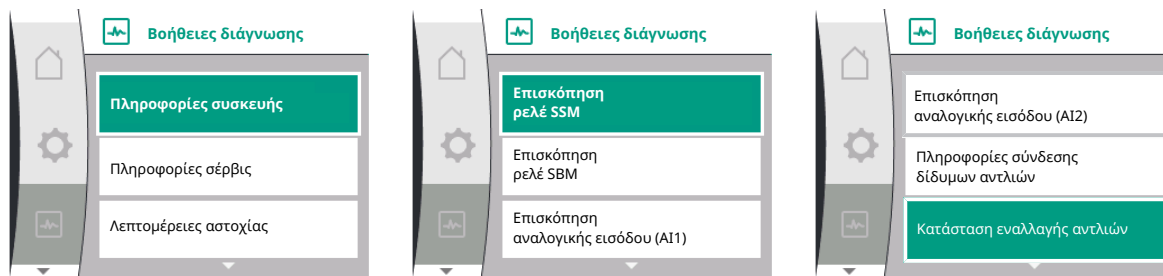 Βοήθειες διάγνωσης
Πληροφορίες συσκευής
Πληροφορίες σέρβις
Λεπτομέρειες αστοχίας
Βοήθειες διάγνωσης
Επισκόπηση
ρελέ SSM
Επισκόπηση
ρελέ SBM
Επισκόπηση
αναλογικής εισόδου (AI1)
Βοήθειες διάγνωσης
Επισκόπηση
αναλογικής εισόδου (AI2)
Πληροφορίες σύνδεσης
δίδυμων αντλιών
Κατάσταση εναλλαγής αντλιών